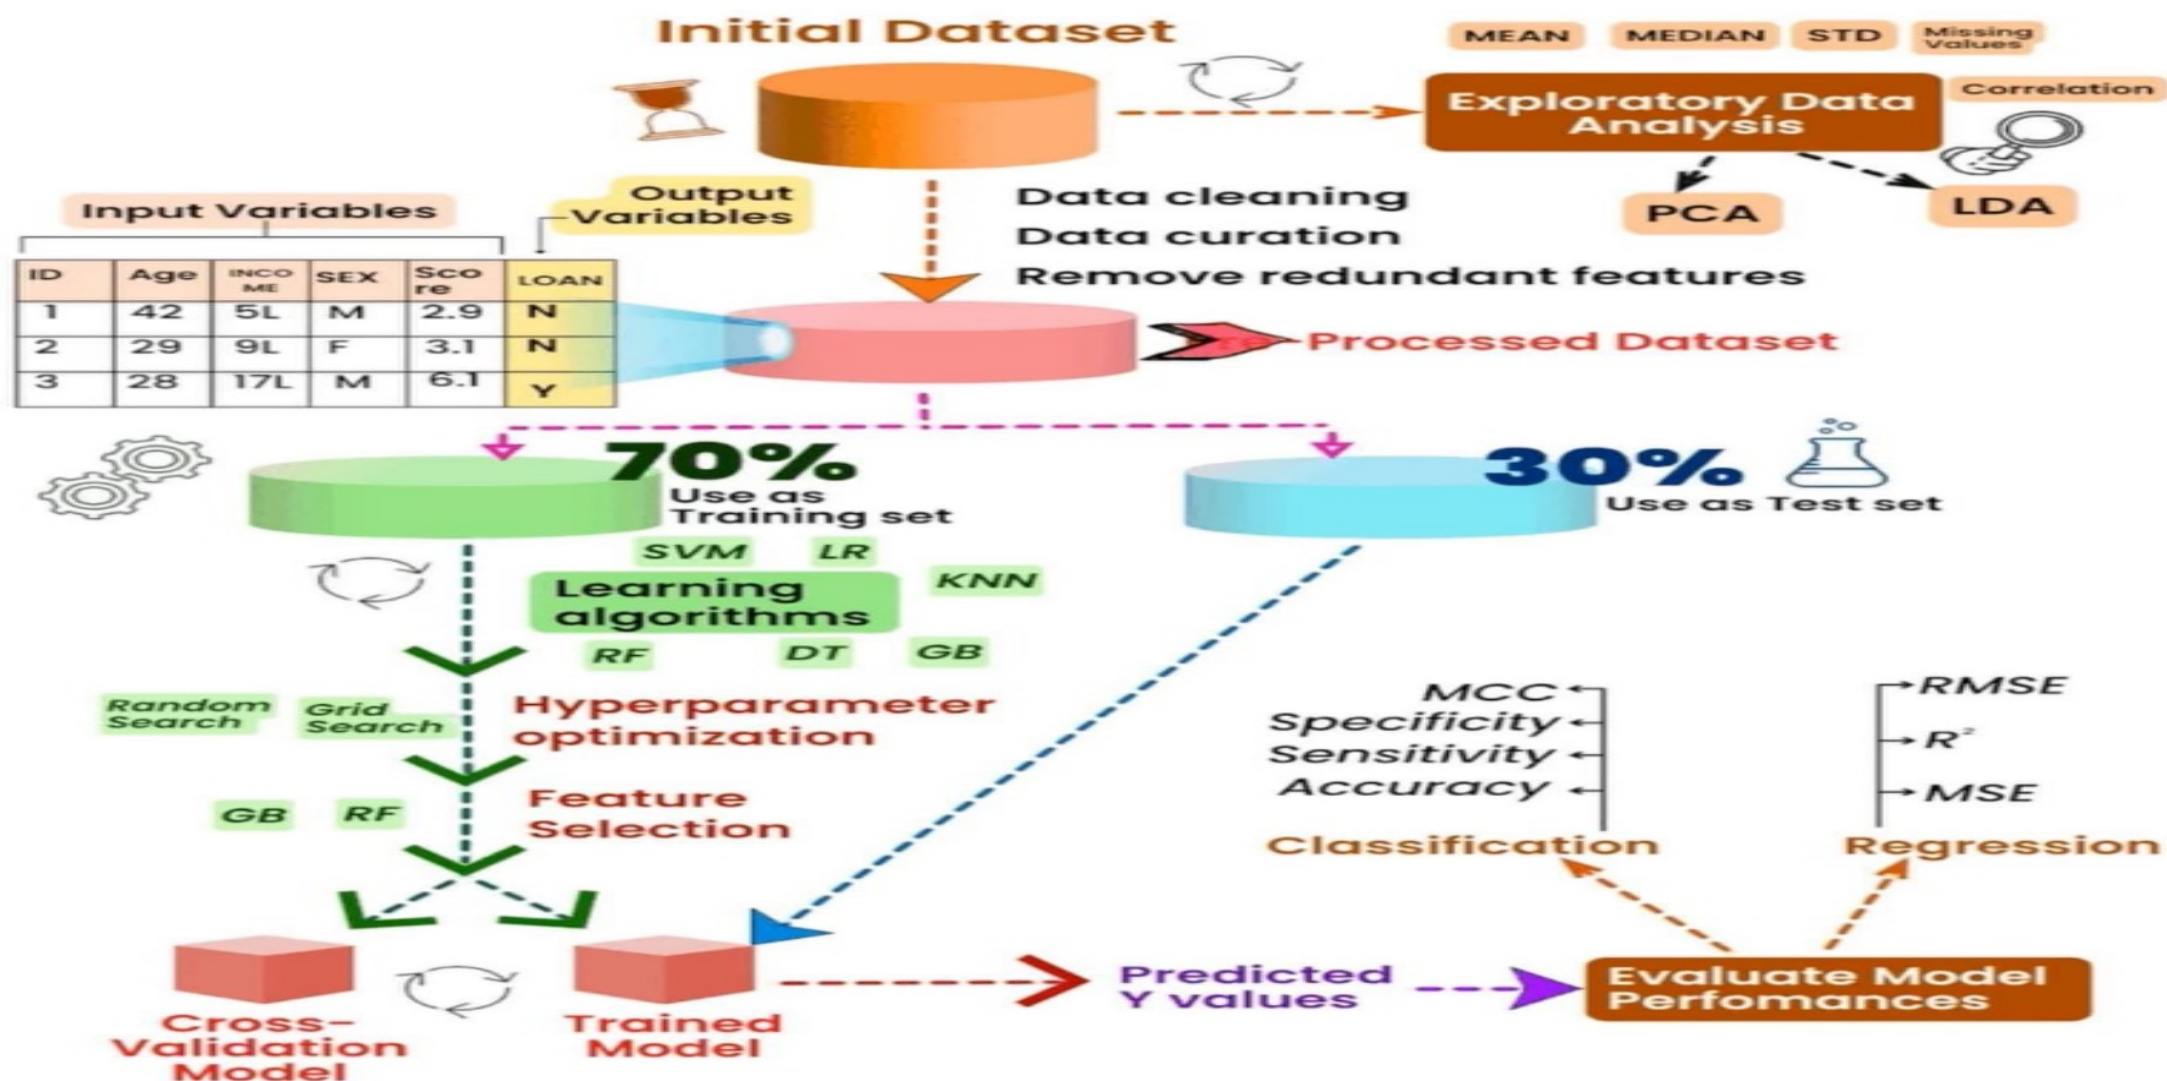 Initial Dataset
MEAN
MEDIAN
STD
Missing
Values
Exploratory Data
Analysis
Correlation
PCA
LDA
Data cleaning
Data curation
Remove redundant features
Input Variables
Output
Variables
ID Age INCO SEX Sco LOAN
ME re
1 42 5L M 2.9 N
2 29 9L F 3.1 N
3 28 17L M 6.1 Y
Processed Dataset
70%
Use as
Training set
30%
Use as Test set
SVM
LR
KNN
Learning
algorithms
RF
DT
GB
Random
Search
Grid
Search
Hyperparameter
optimization
GB
RF
Feature
Selection
Cross-
Validation
Model
Trained
Model
Predicted
Y values
Evaluate Model
Perfomances
Classification
MCC
Specificity
Sensitivity
Accuracy
Regression
RMSE
R²
MSE